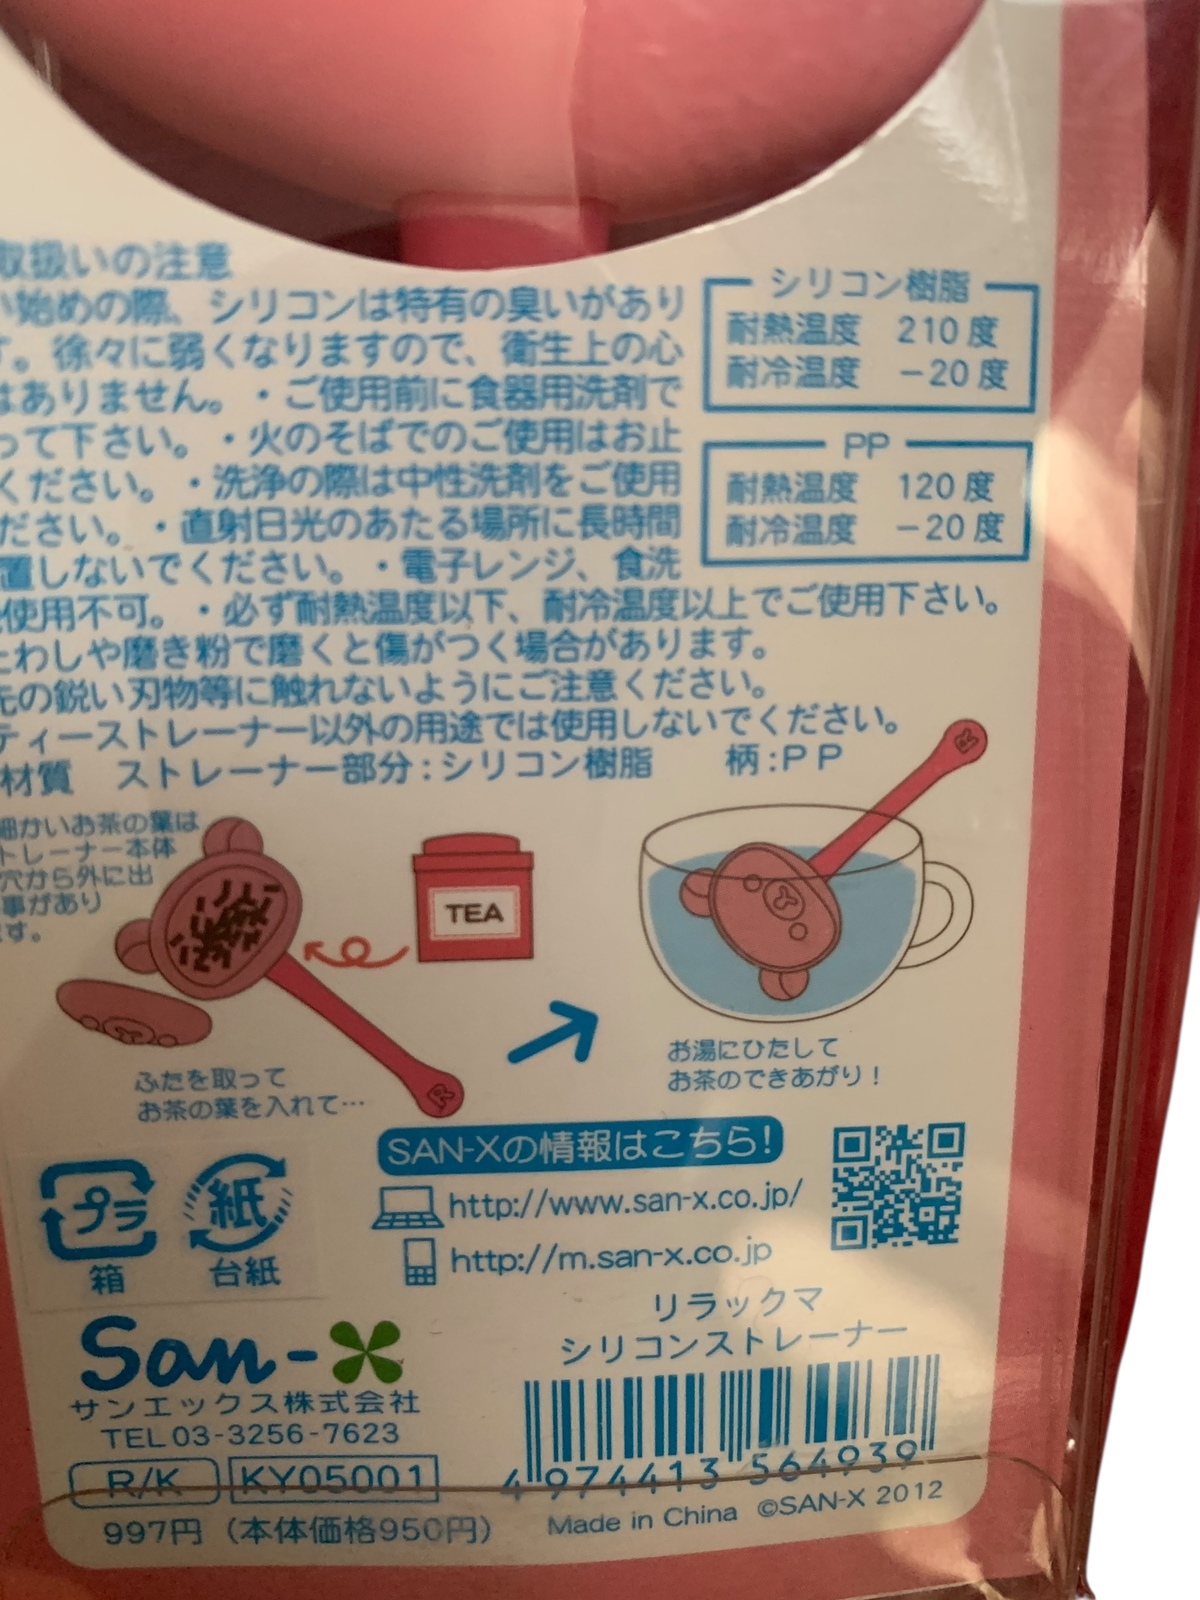 取扱いの注意
い始めの際、シリコンは特有の臭いがあり
す。徐々に弱くなりますので、衛生上の心
はありません。・ご使用前に食器用洗剤で
って下さい。・火のそばでのご使用はお止
ください。・洗浄の際は中性洗剤をご使用
ださい。・直射日光のあたる場所に長時間
置しないでください。・電子レンジ、食洗
使用不可。・必ず耐熱温度以下、耐冷温度以上でご使用下さい。
たわしや磨き粉で磨くと傷がつく場合があります。
先の鋭い刃物等に触れないようにご注意ください。
ティーストレーナー以外の用途では使用しないでください。
材質 ストレーナー部分:シリコン樹脂 柄:PP
シリコン樹脂
耐熱温度 210度
耐冷温度 −20度
PP
耐熱温度 120度
耐冷温度 −20度
細かいお茶の葉は
トレーナー本体
穴から外に出
事があり
ます。
TEA
ふたを取って
お茶の葉を入れて…
お湯にひたして
お茶のできあがり!
SAN-Xの情報はこちら!
http://www.san-x.co.jp/
http://m.san-x.co.jp
プラ
箱
紙
台紙
San-X
サンエックス株式会社
TEL 03-3256-7623
R/K KY05001
997円（本体価格950円）
リラックマ
シリコンストレーナー
4 974413 564939
Made in China ©SAN-X 2012